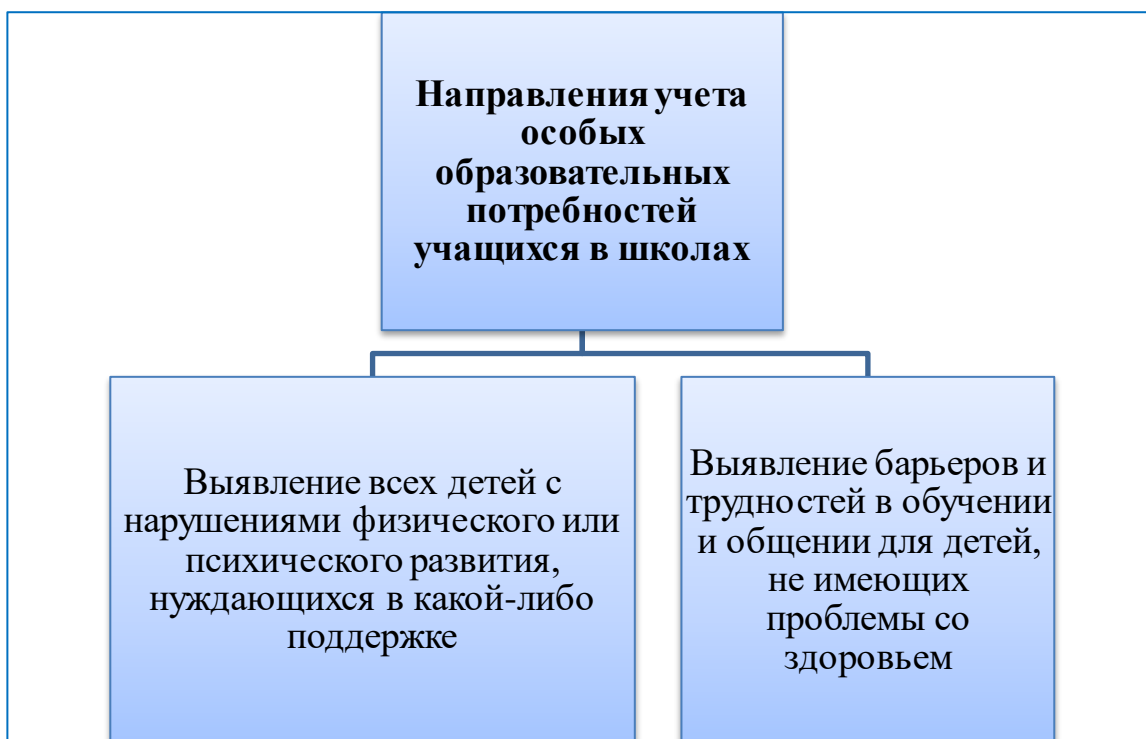 Направления учета
особых
образовательных
потребностей
учащихся в школах
Выявление всех детей с
нарушениями физического или
психического развития,
нуждающихся в какой-либо
поддержке
Выявление барьеров и
трудностей в обучении
и общении для детей,
не имеющих
проблемы со
здоровьем